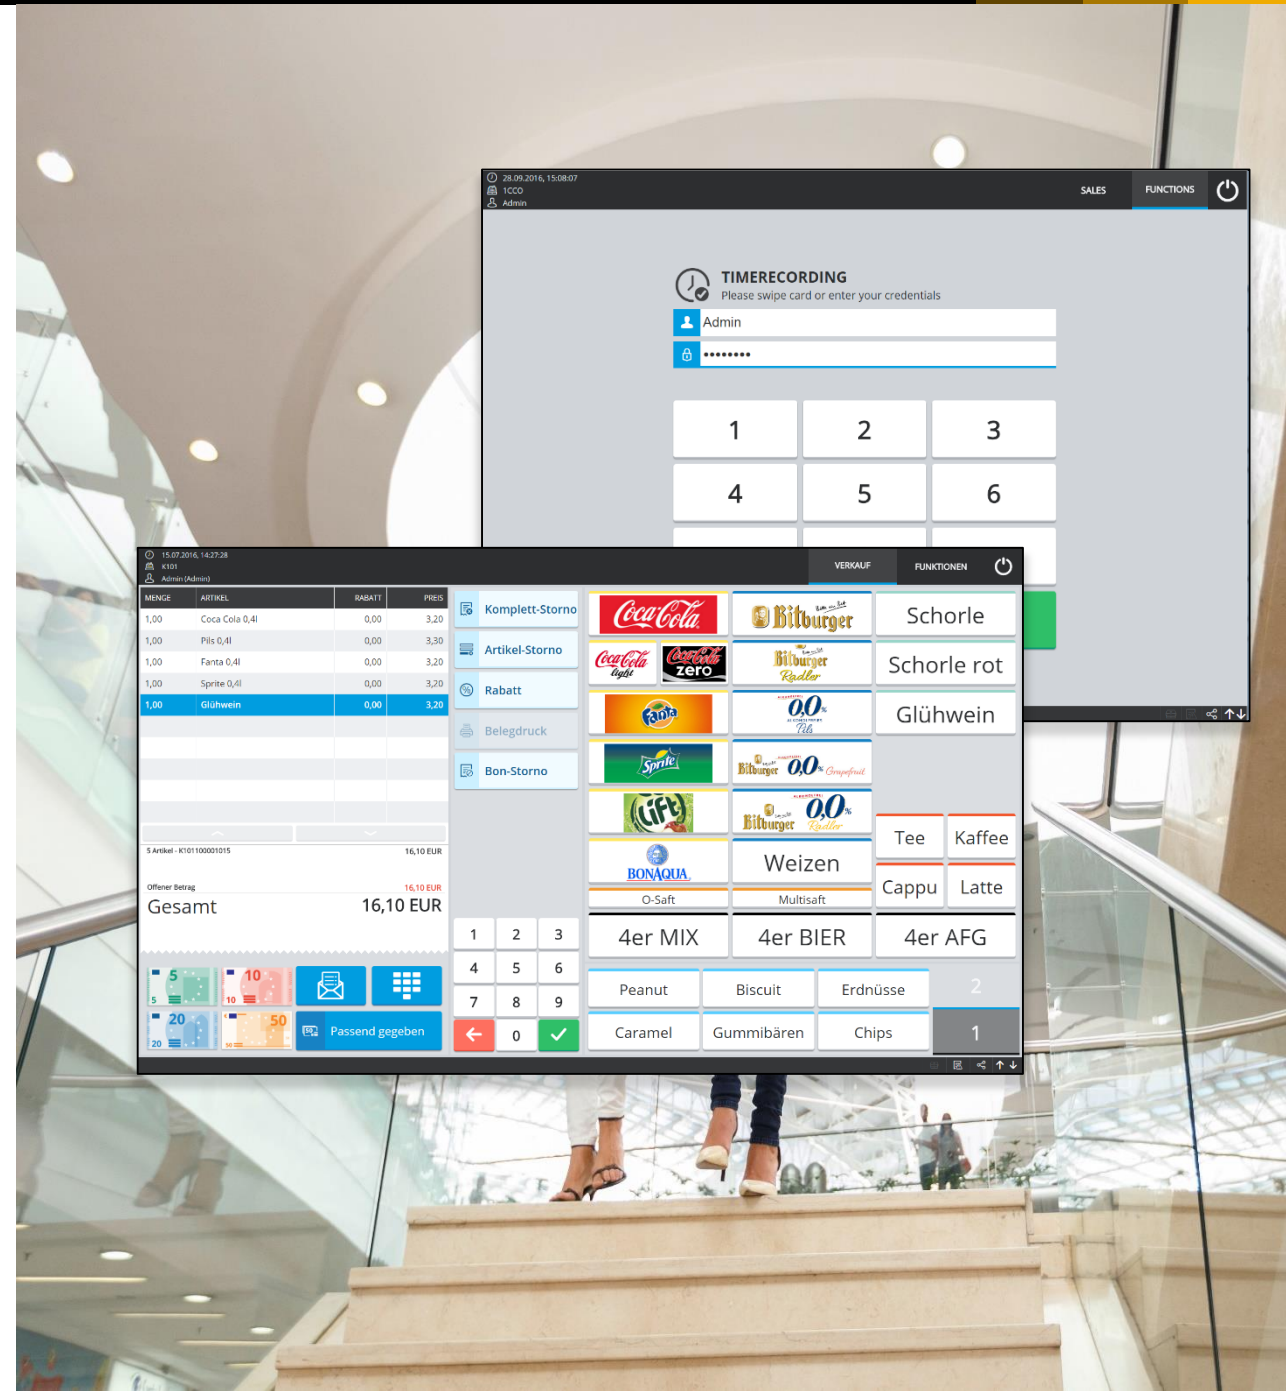 28.09.2016, 15:08:07
1CCO
Admin
SALES
FUNCTIONS
TIMERECORDING
Please swipe card or enter your credentials
Admin
••••••••
1 2 3
4 5 6
15.07.2016, 14:27:28
K101
Admin (Admin)
VERKAUF
FUNKTIONEN
MENGE ARTIKEL RABATT PREIS
1,00 Coca Cola 0,4l 0,00 3,20
1,00 Pils 0,4l 0,00 3,30
1,00 Fanta 0,4l 0,00 3,20
1,00 Sprite 0,4l 0,00 3,20
1,00 Glühwein 0,00 3,20
5 Artikel - K101100001015 16,10 EUR
Offener Betrag 16,10 EUR
Gesamt 16,10 EUR
5 5
10 10
20 20
50 50
Passend gegeben
Komplett-Storno
Artikel-Storno
Rabatt
Belegdruck
Bon-Storno
1 2 3
4 5 6
7 8 9
0
Coca-Cola Bitburger Schorle
Coca-Cola light Coca-Cola zero Bitburger Radler Schorle rot
Fanta 0,0% Pils Glühwein
Sprite Bitburger 0,0% Grapefruit
Lift Bitburger 0,0% Radler
Tee Kaffee
BONAQUA Weizen
Cappu Latte
O-Saft Multisaft
4er MIX 4er BIER 4er AFG
Peanut Biscuit Erdnüsse 2
Caramel Gummibären Chips 1